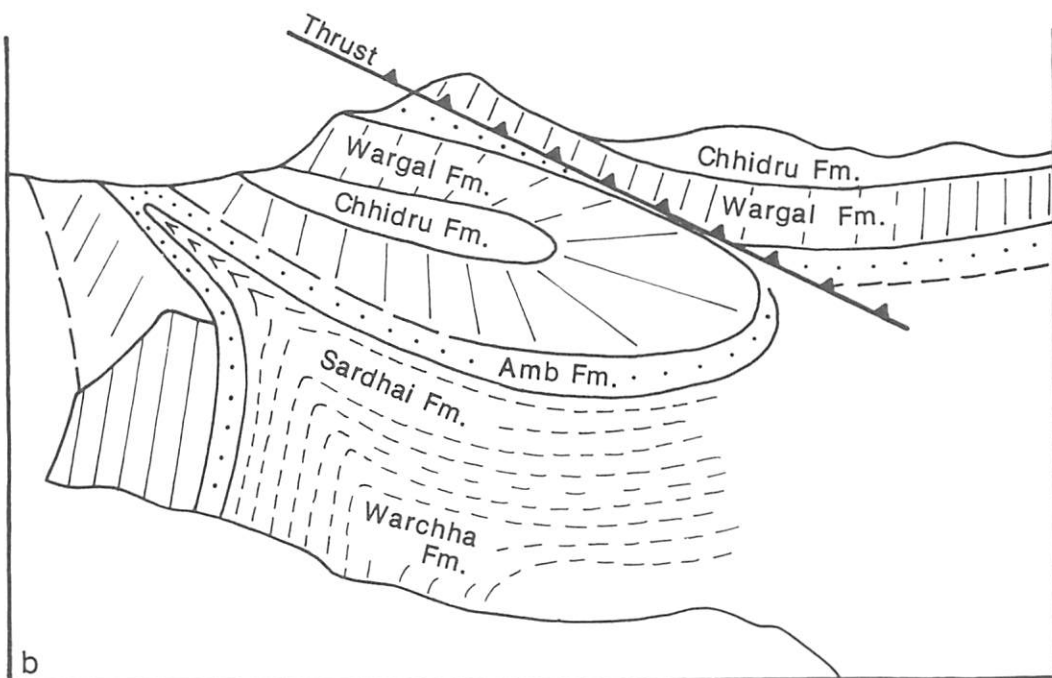 Thrust
Wargal Fm.
Chhidru Fm.
Chhidru Fm.
Wargal Fm.
Amb Fm.
Sardhai Fm.
Warchha
Fm.
b